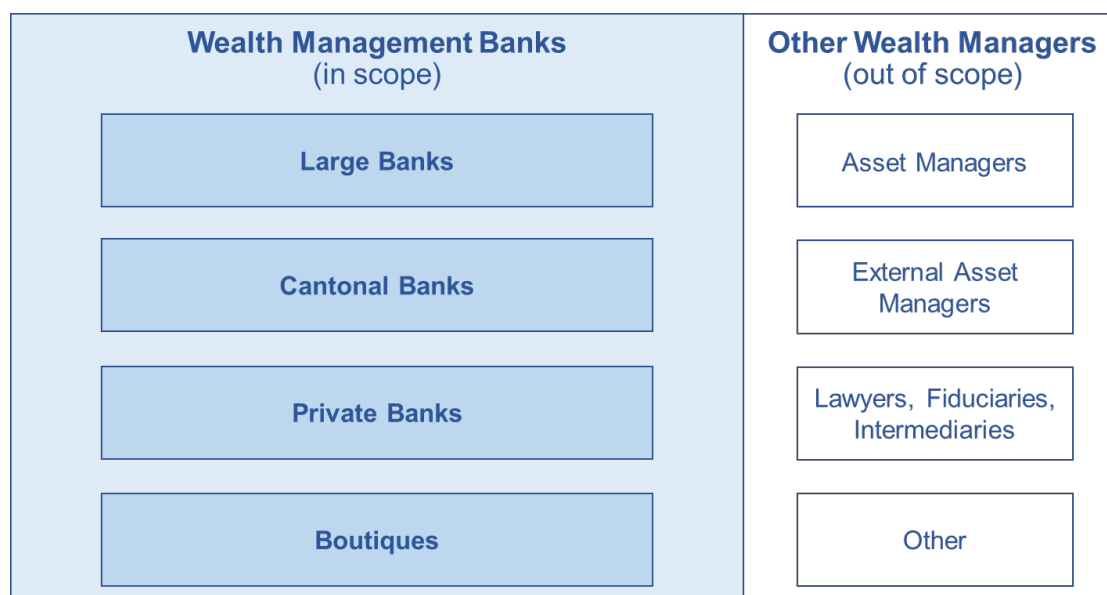 Wealth Management Banks
(in scope)
Large Banks
Cantonal Banks
Private Banks
Boutiques
Other Wealth Managers
(out of scope)
Asset Managers
External Asset
Managers
Lawyers, Fiduciaries,
Intermediaries
Other